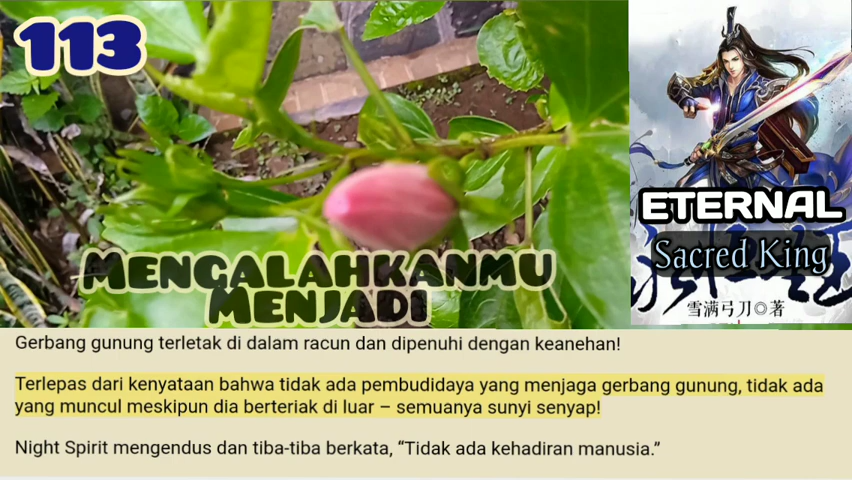 113
MENGALAHKANMU
MENJADI
ETERNAL
Sacred King
雪满弓刀◎著
Gerbang gunung terletak di dalam racun dan dipenuhi dengan keanehan!
Terlepas dari kenyataan bahwa tidak ada pembudidaya yang menjaga gerbang gunung, tidak ada
yang muncul meskipun dia berteriak di luar – semuanya sunyi senyap!
Night Spirit mengendus dan tiba-tiba berkata, “Tidak ada kehadiran manusia.”